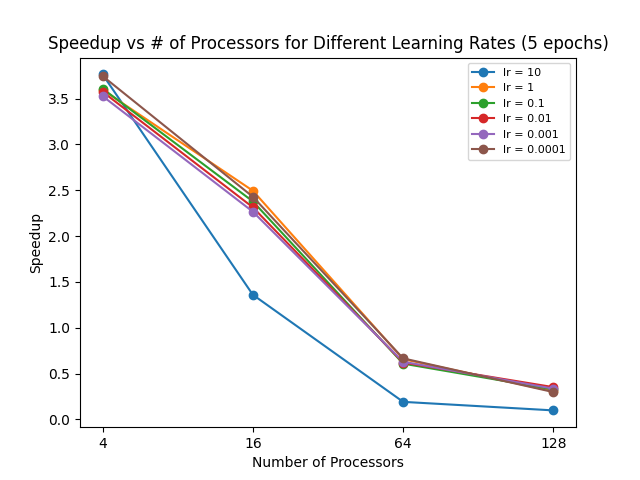 Speedup vs # of Processors for Different Learning Rates (5 epochs)
lr = 10
lr = 1
lr = 0.1
lr = 0.01
lr = 0.001
lr = 0.0001
3.5
3.0
2.5
2.0
1.5
1.0
0.5
0.0
Speedup
4 16 64 128
Number of Processors